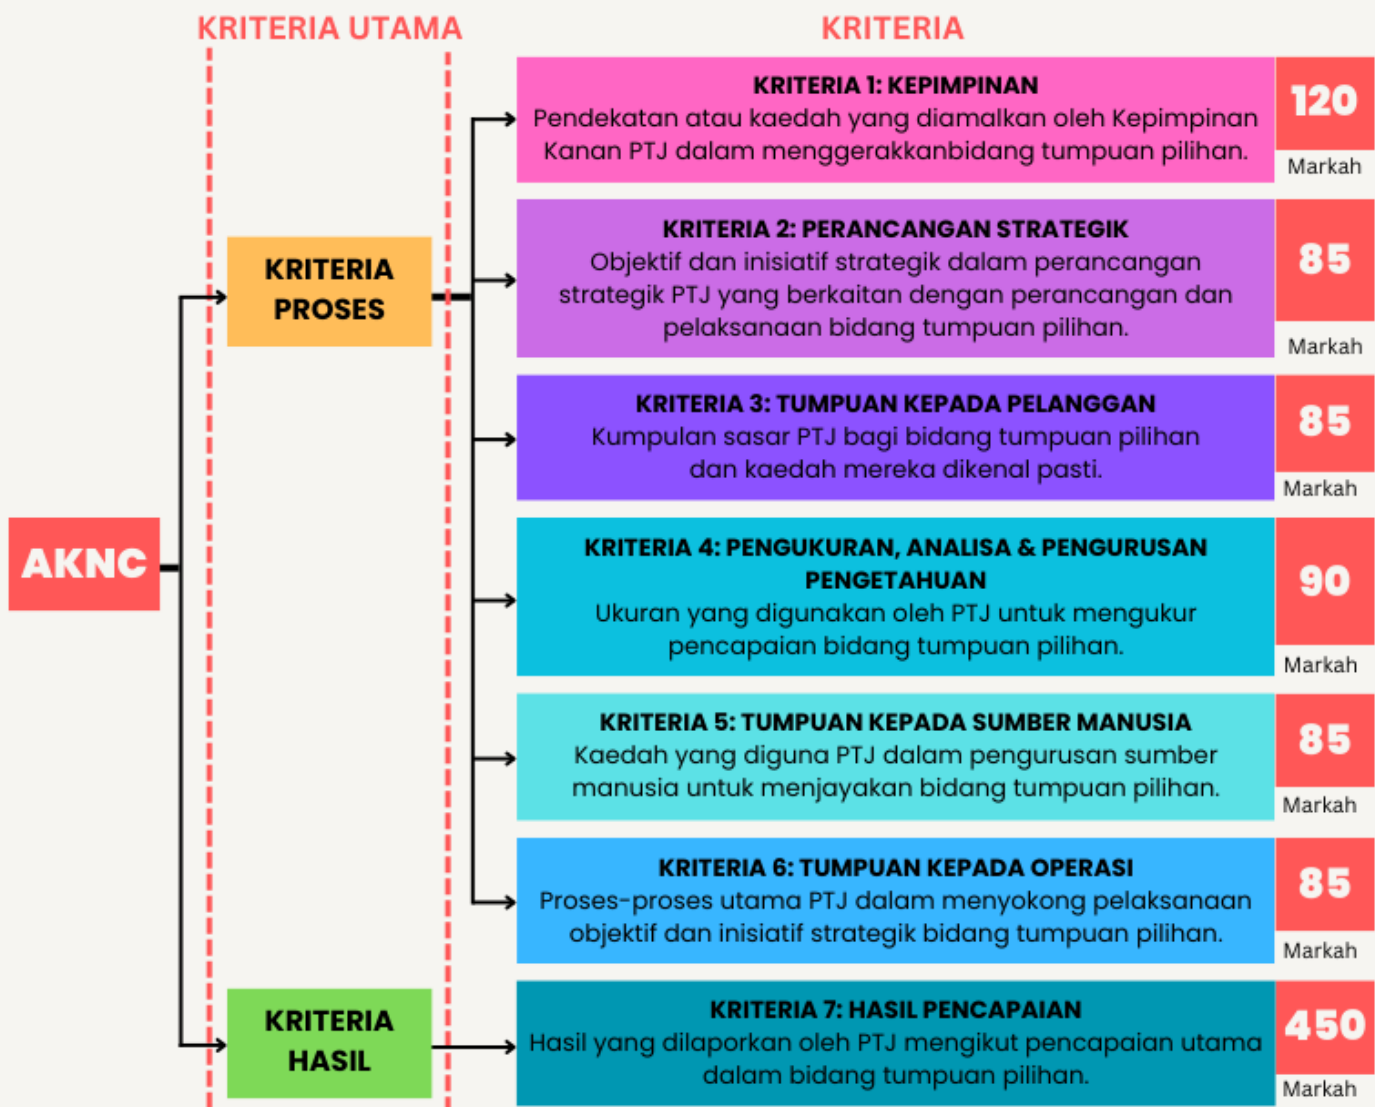 KRITERIA UTAMA
KRITERIA
AKNC
KRITERIA
PROSES
KRITERIA 1: KEPIMPINAN
Pendekatan atau kaedah yang diamalkan oleh Kepimpinan
Kanan PTJ dalam menggerakkanbidang tumpuan pilihan.
120
Markah
KRITERIA 2: PERANCANGAN STRATEGIK
Objektif dan inisiatif strategik dalam perancangan
strategik PTJ yang berkaitan dengan perancangan dan
pelaksanaan bidang tumpuan pilihan.
85
Markah
KRITERIA 3: TUMPUAN KEPADA PELANGGAN
Kumpulan sasar PTJ bagi bidang tumpuan pilihan
dan kaedah mereka dikenal pasti.
85
Markah
KRITERIA 4: PENGUKURAN, ANALISA & PENGURUSAN
PENGETAHUAN
Ukuran yang digunakan oleh PTJ untuk mengukur
pencapaian bidang tumpuan pilihan.
90
Markah
KRITERIA 5: TUMPUAN KEPADA SUMBER MANUSIA
Kaedah yang diguna PTJ dalam pengurusan sumber
manusia untuk menjayakan bidang tumpuan pilihan.
85
Markah
KRITERIA 6: TUMPUAN KEPADA OPERASI
Proses-proses utama PTJ dalam menyokong pelaksanaan
objektif dan inisiatif strategik bidang tumpuan pilihan.
85
Markah
KRITERIA
HASIL
KRITERIA 7: HASIL PENCAPAIAN
Hasil yang dilaporkan oleh PTJ mengikut pencapaian utama
dalam bidang tumpuan pilihan.
450
Markah